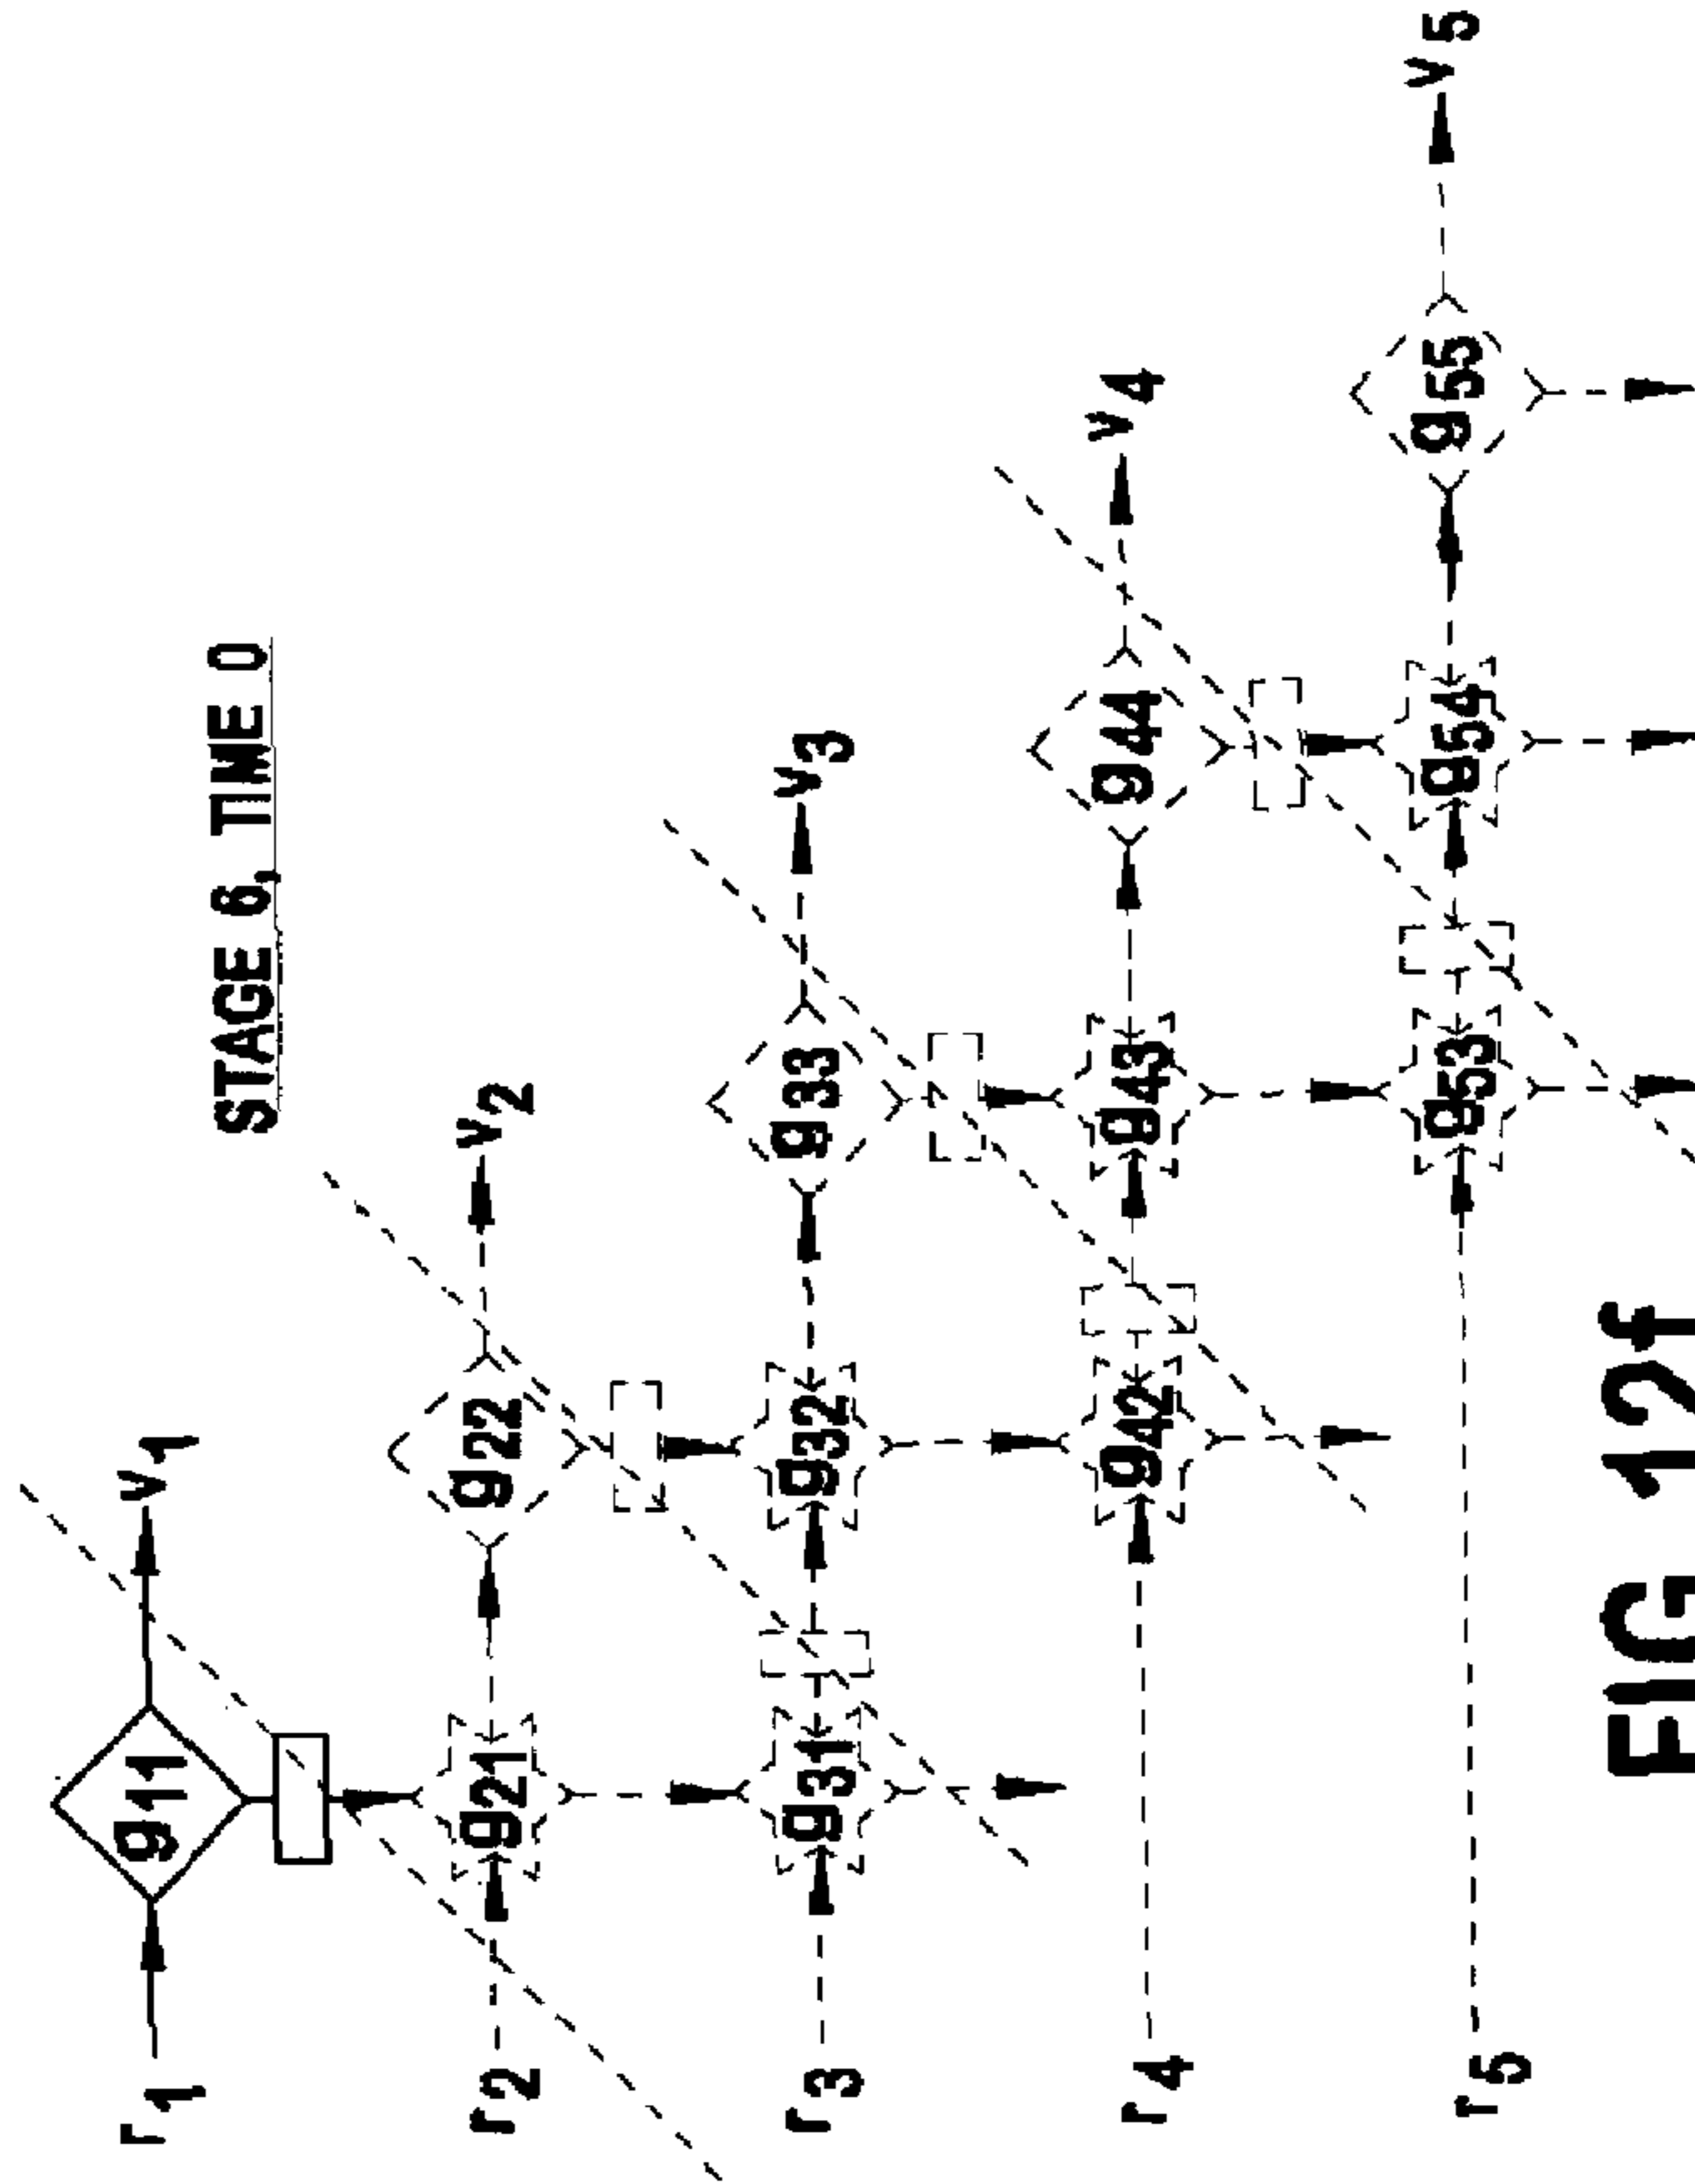 r1 g11 v1
STAGE 6, TIME 0
r2 g21 g22 v2
r3 g31 g32 g33 v3
r4 g42 g43 g44 v4
r5 g53 g54 g55 v5
FIG 12f